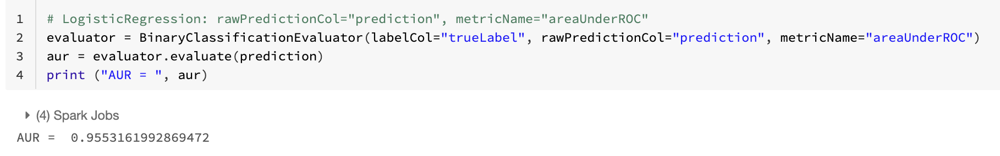 1 # LogisticRegression: rawPredictionCol="prediction", metricName="areaUnderROC"
2 evaluator = BinaryClassificationEvaluator(labelCol="trueLabel", rawPredictionCol="prediction", metricName="areaUnderROC")
3 aur = evaluator.evaluate(prediction)
4 print ("AUR = ", aur)
(4) Spark Jobs
AUR =  0.9553161992869472